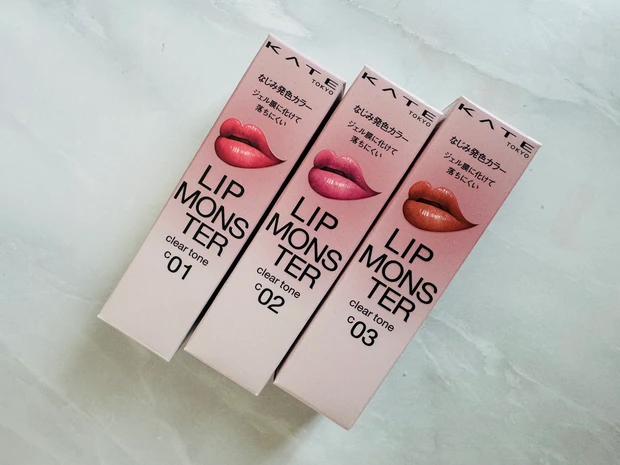 KATE
TOKYO
なじみ発色カラー
ジェル膜に化けて
落ちにくい
LIP
MONS
TER
clear tone
C01
KATE
TOKYO
なじみ発色カラー
ジェル膜に化けて
落ちにくい
LIP
MONS
TER
clear tone
C02
KATE
TOKYO
なじみ発色カラー
ジェル膜に化けて
落ちにくい
LIP
MONS
TER
clear tone
C03